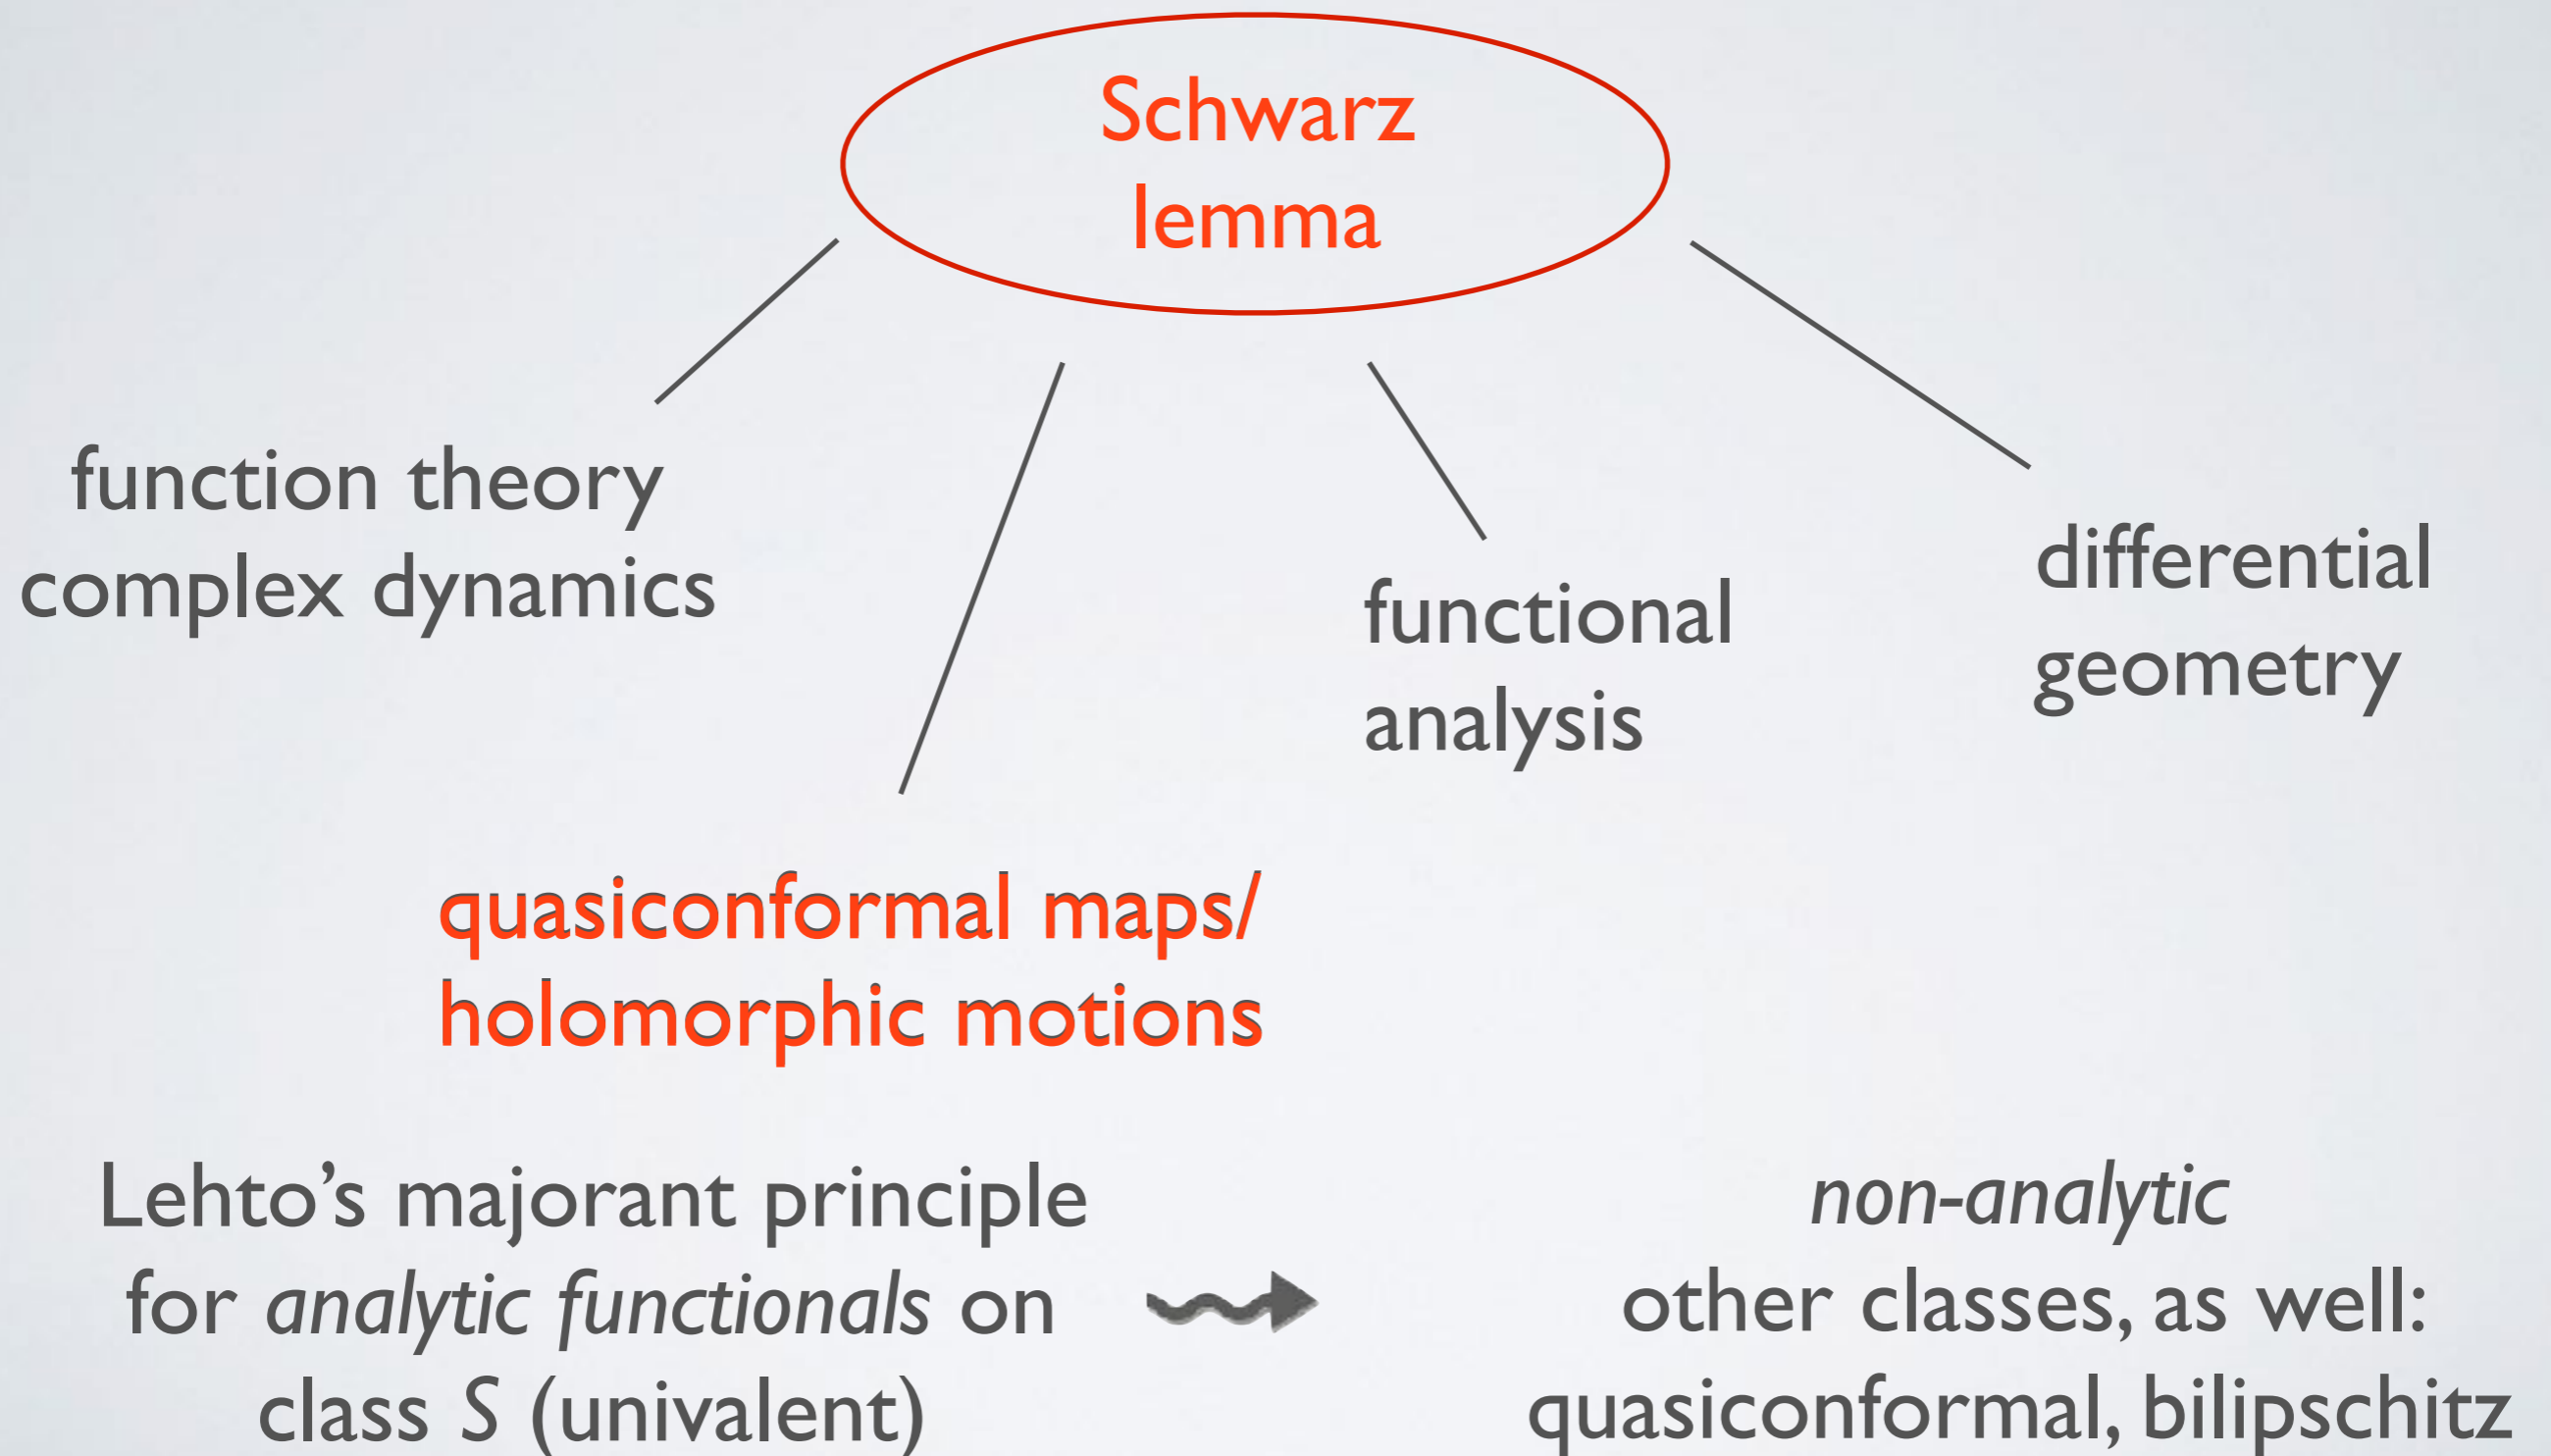 Schwarz
lemma
function theory
complex dynamics
functional
analysis
differential
geometry
quasiconformal maps/
holomorphic motions
Lehto’s majorant principle
for analytic functionals on
class S (univalent)
non-analytic
other classes, as well:
quasiconformal, bilipschitz